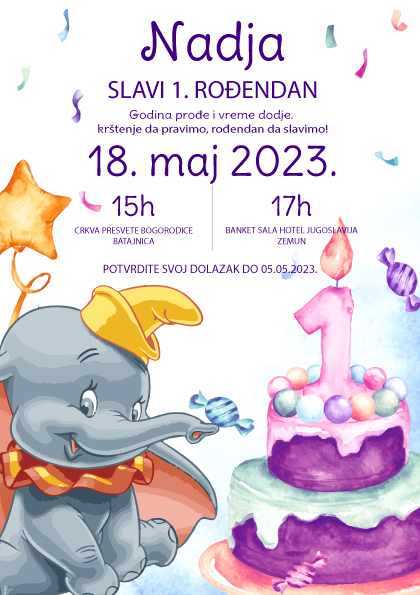 Nadja
SLAVI 1. ROĐENDAN
Godina prođe i vreme dodje.
krštenje da pravimo, rođendan da slavimo!
18. maj 2023.
15h
CRKVA PRESVETE BOGORODICE
BATAJNICA
17h
BANKET SALA HOTEL JUGOSLAVIJA
ZEMUN
POTVRDITE SVOJ DOLAZAK DO 05.05.2023.
1